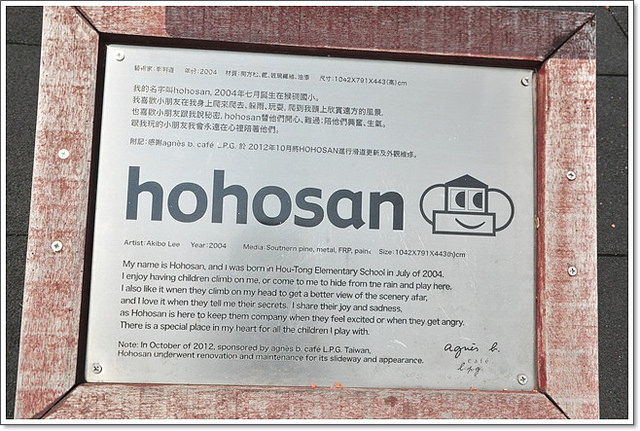 藝術家:李明道 年份:2004 材質:南方松,鐵,玻璃纖維,油漆 尺寸:1042X791X443(高)cm
我的名字叫hohosan, 2004年七月誕生在猴硐國小。
我喜歡小朋友在我身上爬來爬去、躲雨、玩耍, 爬到我頭上欣賞遠方的風景,
也喜歡小朋友跟我說秘密, hohosan替他們開心、難過;陪他們興奮、生氣。
跟我玩的小朋友我會永遠在心裡陪著他們。
附記:感謝agnès b. café L.P.G. 於 2012年10月將HOHOSAN進行滑道更新及外觀維修。
hohosan
Artist: Akibo Lee Year: 2004 Media: Southern pine, metal, FRP, paint Size: 1042X791X443(h)cm
My name is Hohosan, and I was born in Hou-Tong Elementary School in July of 2004.
I enjoy having children climb on me, or come to me to hide from the rain and play here.
I also like it when they climb on my head to get a better view of the scenery afar,
and I love it when they tell me their secrets. I share their joy and sadness,
as Hohosan is here to keep them company when they feel excited or when they get angry.
There is a special place in my heart for all the children I play with.
Note: In October of 2012, sponsored by agnès b. café L.P.G. Taiwan,
Hohosan underwent renovation and maintenance for its slideway and appearance.
agnès b.
café
l.p.g.